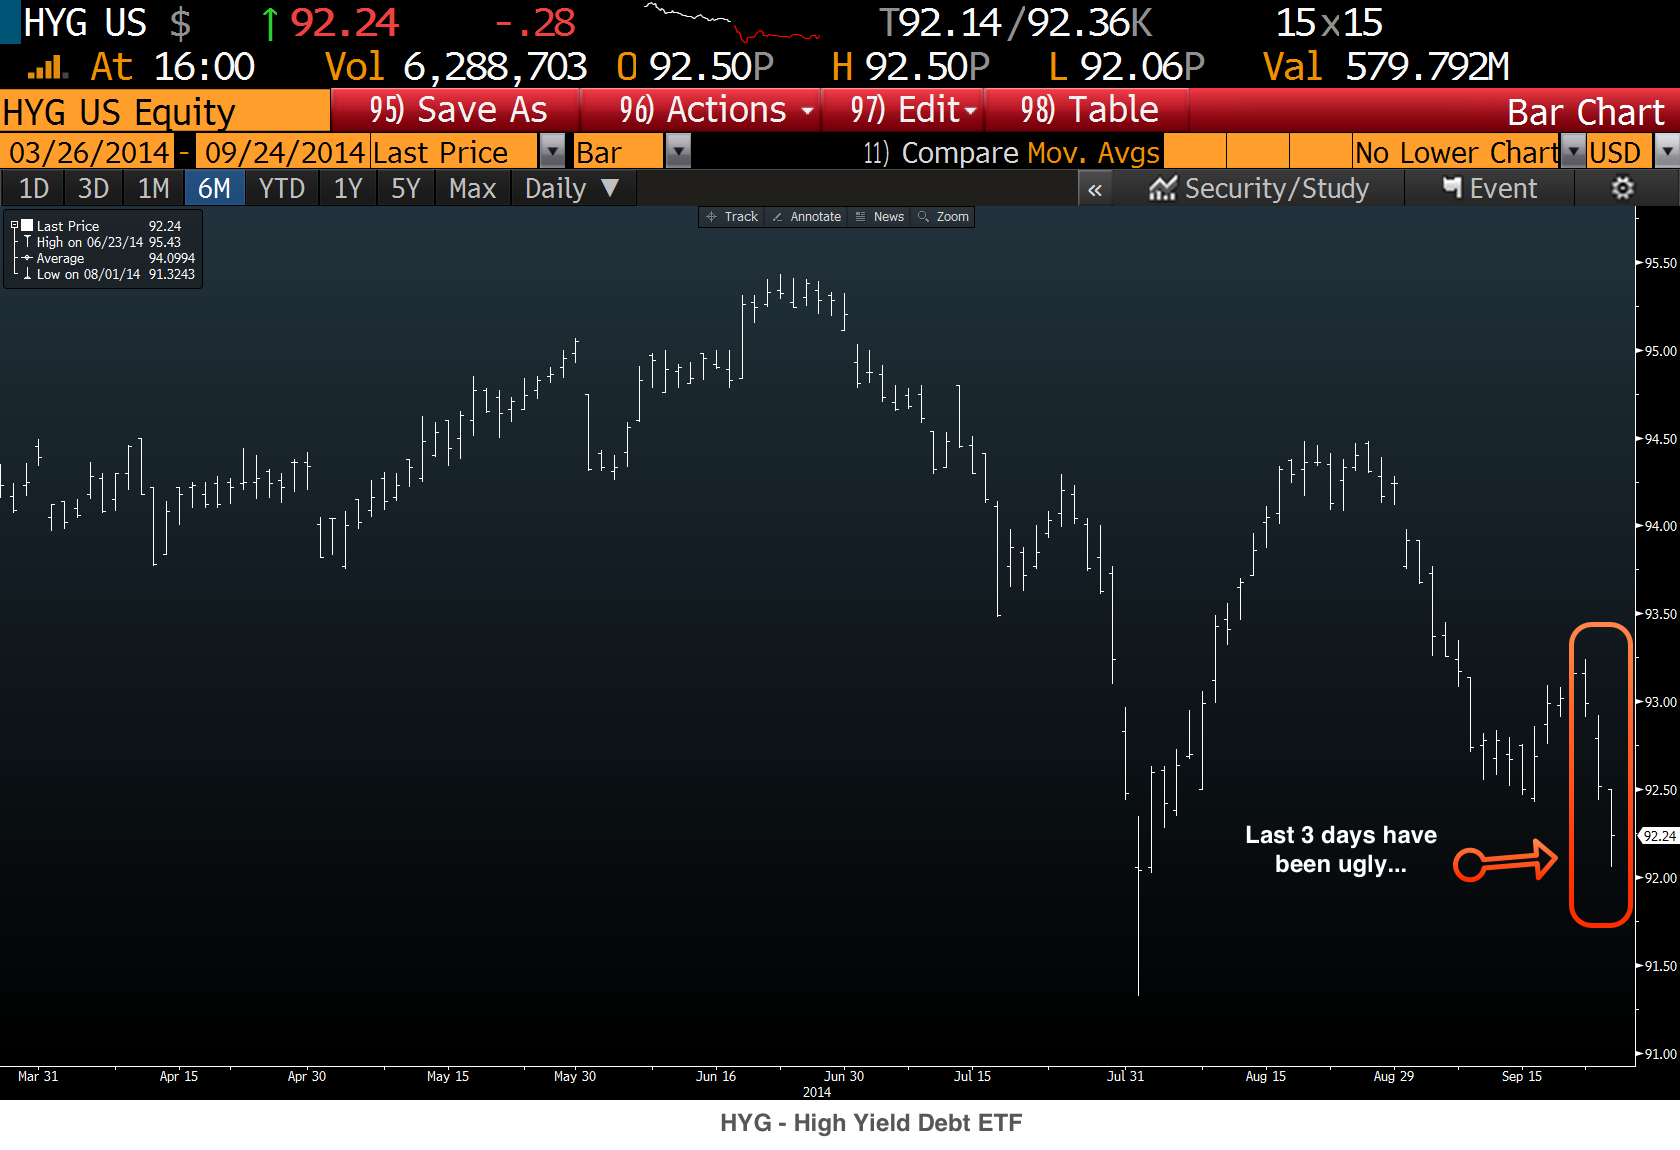 HYG US $ ↑ 92.24 -.28 T92.14/92.36K 15x15
At 16:00 Vol 6,288,703 O 92.50P H 92.50P L 92.06P Val 579.792M
HYG US Equity 95) Save As 96) Actions 97) Edit 98) Table Bar Chart
03/26/2014 - 09/24/2014 Last Price Bar 11) Compare Mov. Avgs No Lower Chart USD
1D 3D 1M 6M YTD 1Y 5Y Max Daily ▼ « Security/Study Event
Track Annotate News Zoom
Last Price 92.24
High on 06/23/14 95.43
Average 94.0994
Low on 08/01/14 91.3243
95.50
95.00
94.50
94.00
93.50
93.00
92.50
92.24
92.00
91.50
91.00
Last 3 days have
been ugly...
Mar 31 Apr 15 Apr 30 May 15 May 30 Jun 16 Jun 30 Jul 15 Jul 31 Aug 15 Aug 29 Sep 15
2014
HYG - High Yield Debt ETF